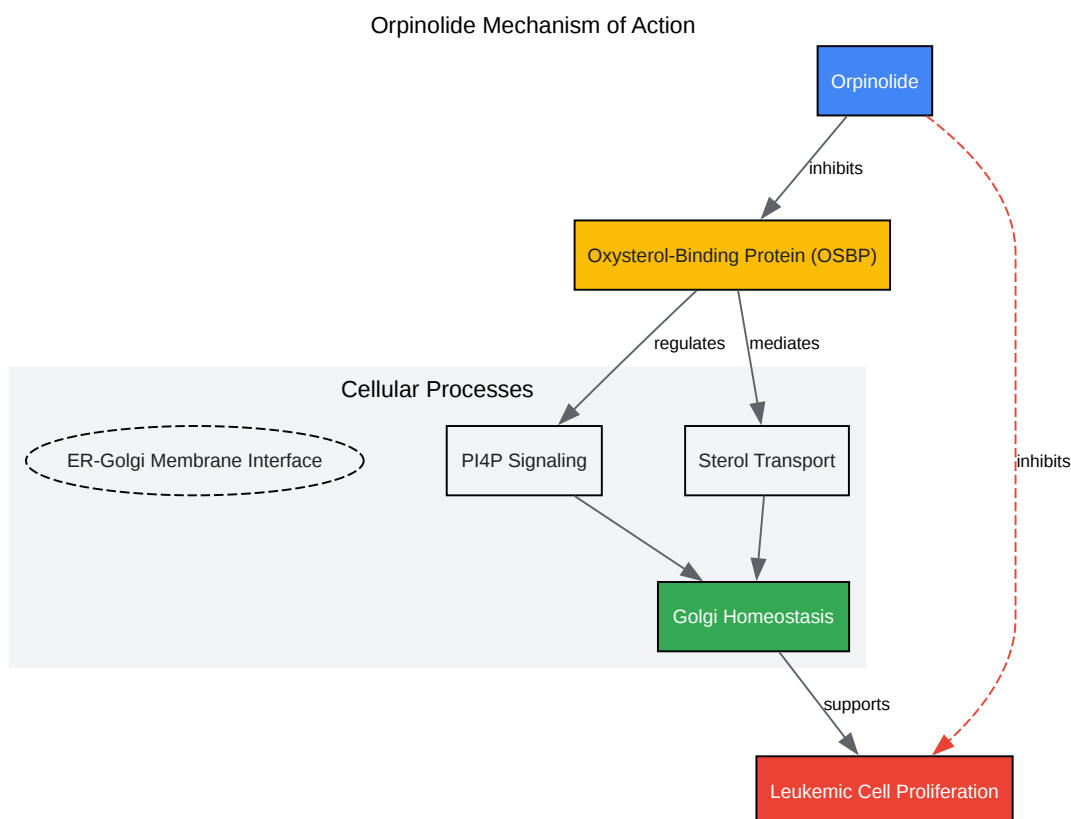 Orpinolide Mechanism of Action
Orpinolide
inhibits
Oxysterol-Binding Protein (OSBP)
regulates
mediates
Cellular Processes
ER-Golgi Membrane Interface
PI4P Signaling
Sterol Transport
inhibits
Golgi Homeostasis
supports
Leukemic Cell Proliferation